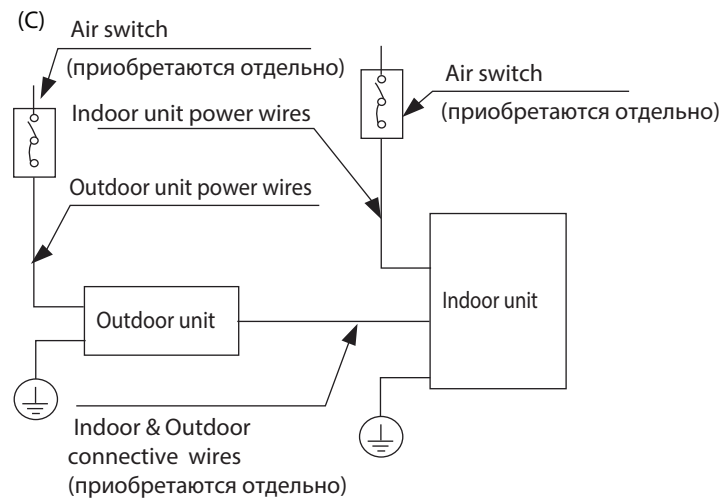 (C)
Air switch
(приобретаются отдельно)
Air switch
(приобретаются отдельно)
Indoor unit power wires
Outdoor unit power wires
Outdoor unit
Indoor unit
Indoor & Outdoor
connective wires
(приобретаются отдельно)